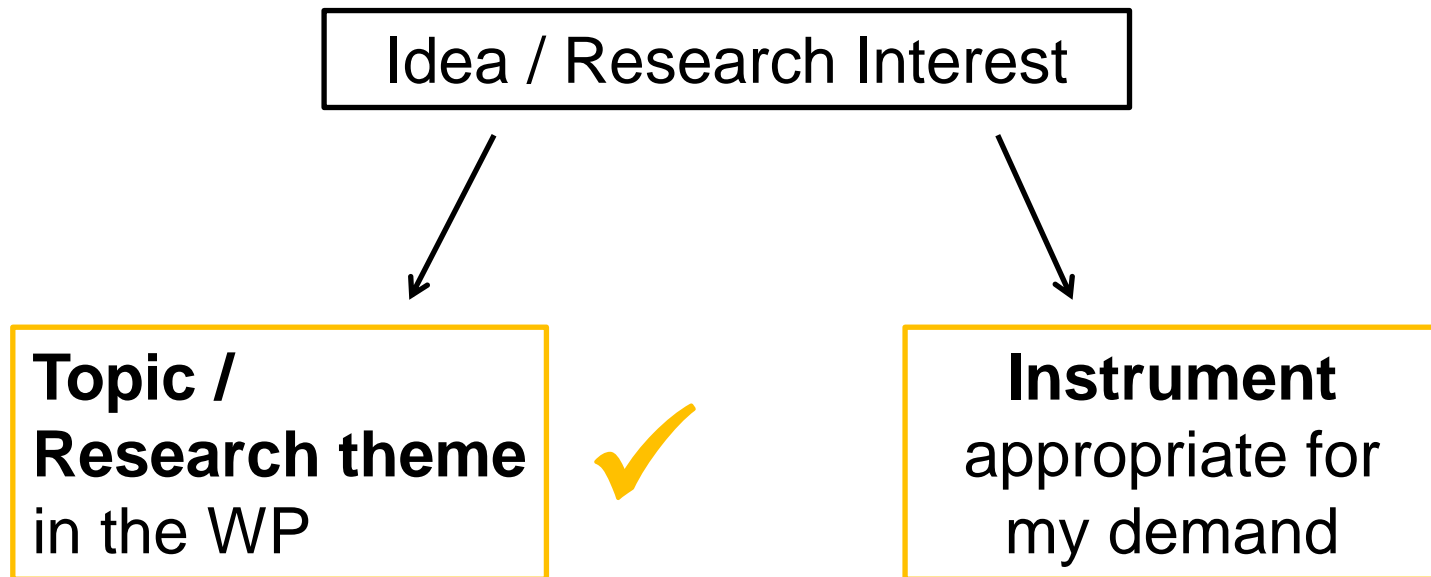 Idea / Research Interest
Topic /
Research theme
in the WP
Instrument
appropriate for
my demand